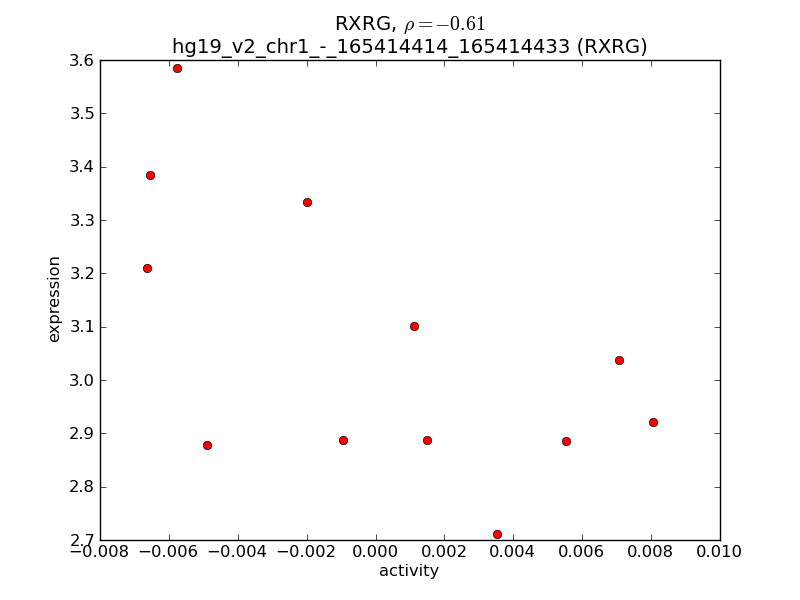 RXRG, ρ=−0.61
hg19_v2_chr1_-_165414414_165414433 (RXRG)
3.6
3.5
3.4
3.3
3.2
3.1
3.0
2.9
2.8
2.7
expression
−0.008 −0.006 −0.004 −0.002 0.000 0.002 0.004 0.006 0.008 0.010
activity